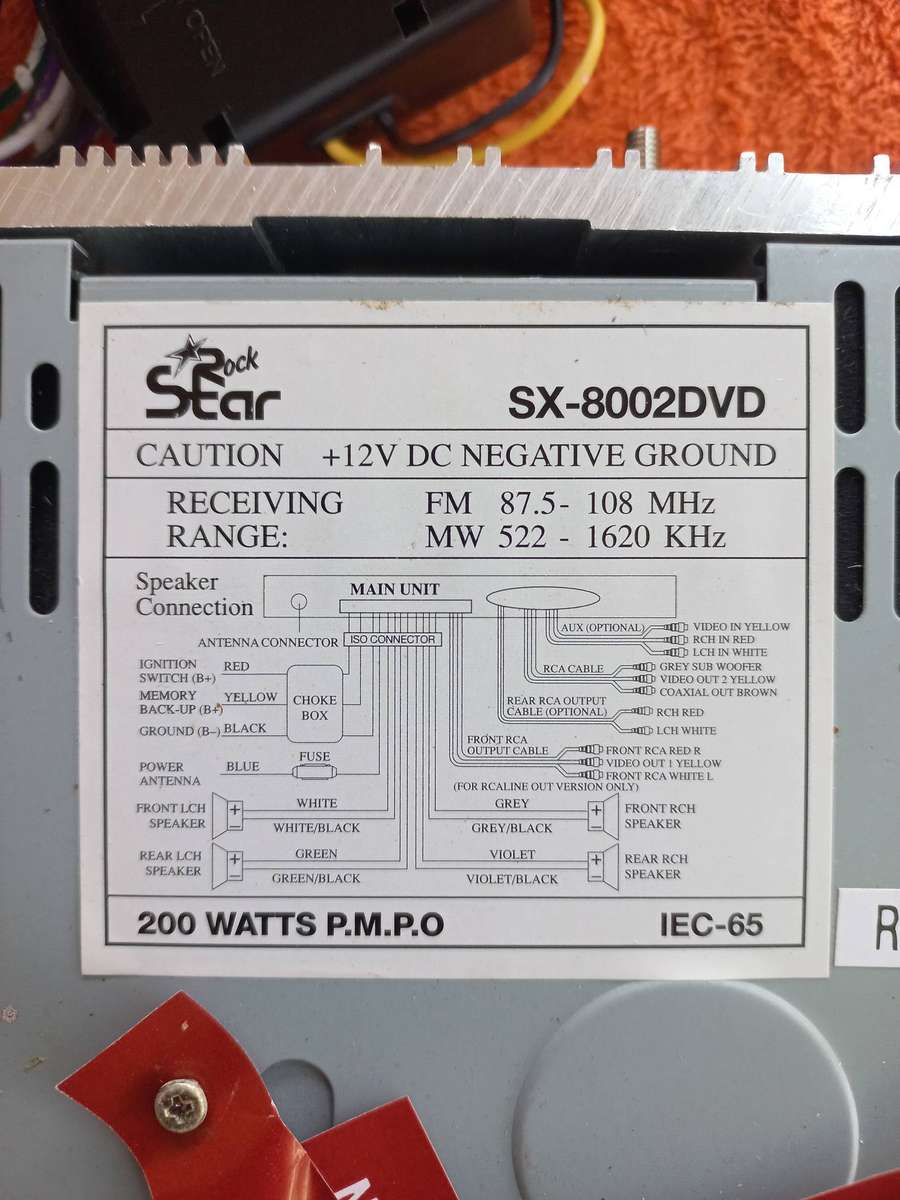 OPEN
Rock
Star
SX-8002DVD
CAUTION +12V DC NEGATIVE GROUND
RECEIVING FM 87.5- 108 MHz
RANGE: MW 522 - 1620 KHz
Speaker
Connection
MAIN UNIT
ANTENNA CONNECTOR
ISO CONNECTOR
AUX (OPTIONAL)
VIDEO IN YELLOW
RCH IN RED
LCH IN WHITE
RCA CABLE
GREY SUB WOOFER
VIDEO OUT 2 YELLOW
COAXIAL OUT BROWN
REAR RCA OUTPUT
CABLE (OPTIONAL)
RCH RED
LCH WHITE
FRONT RCA
OUTPUT CABLE
FRONT RCA RED R
VIDEO OUT 1 YELLOW
FRONT RCA WHITE L
(FOR RCALINE OUT VERSION ONLY)
IGNITION
SWITCH (B+)
RED
MEMORY
BACK-UP (B+)
YELLOW
GROUND (B-)
BLACK
CHOKE
BOX
POWER
ANTENNA
BLUE
FUSE
FRONT LCH
SPEAKER
+
-
WHITE
WHITE/BLACK
GREY
GREY/BLACK
+
-
FRONT RCH
SPEAKER
REAR LCH
SPEAKER
+
-
GREEN
GREEN/BLACK
VIOLET
VIOLET/BLACK
+
-
REAR RCH
SPEAKER
200 WATTS P.M.P.O IEC-65
R